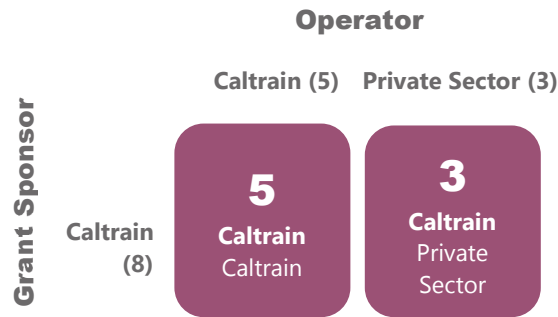 Operator
Caltrain (5)
Private Sector (3)
Grant Sponsor
Caltrain
(8)
5
Caltrain
Caltrain
3
Caltrain
Private
Sector